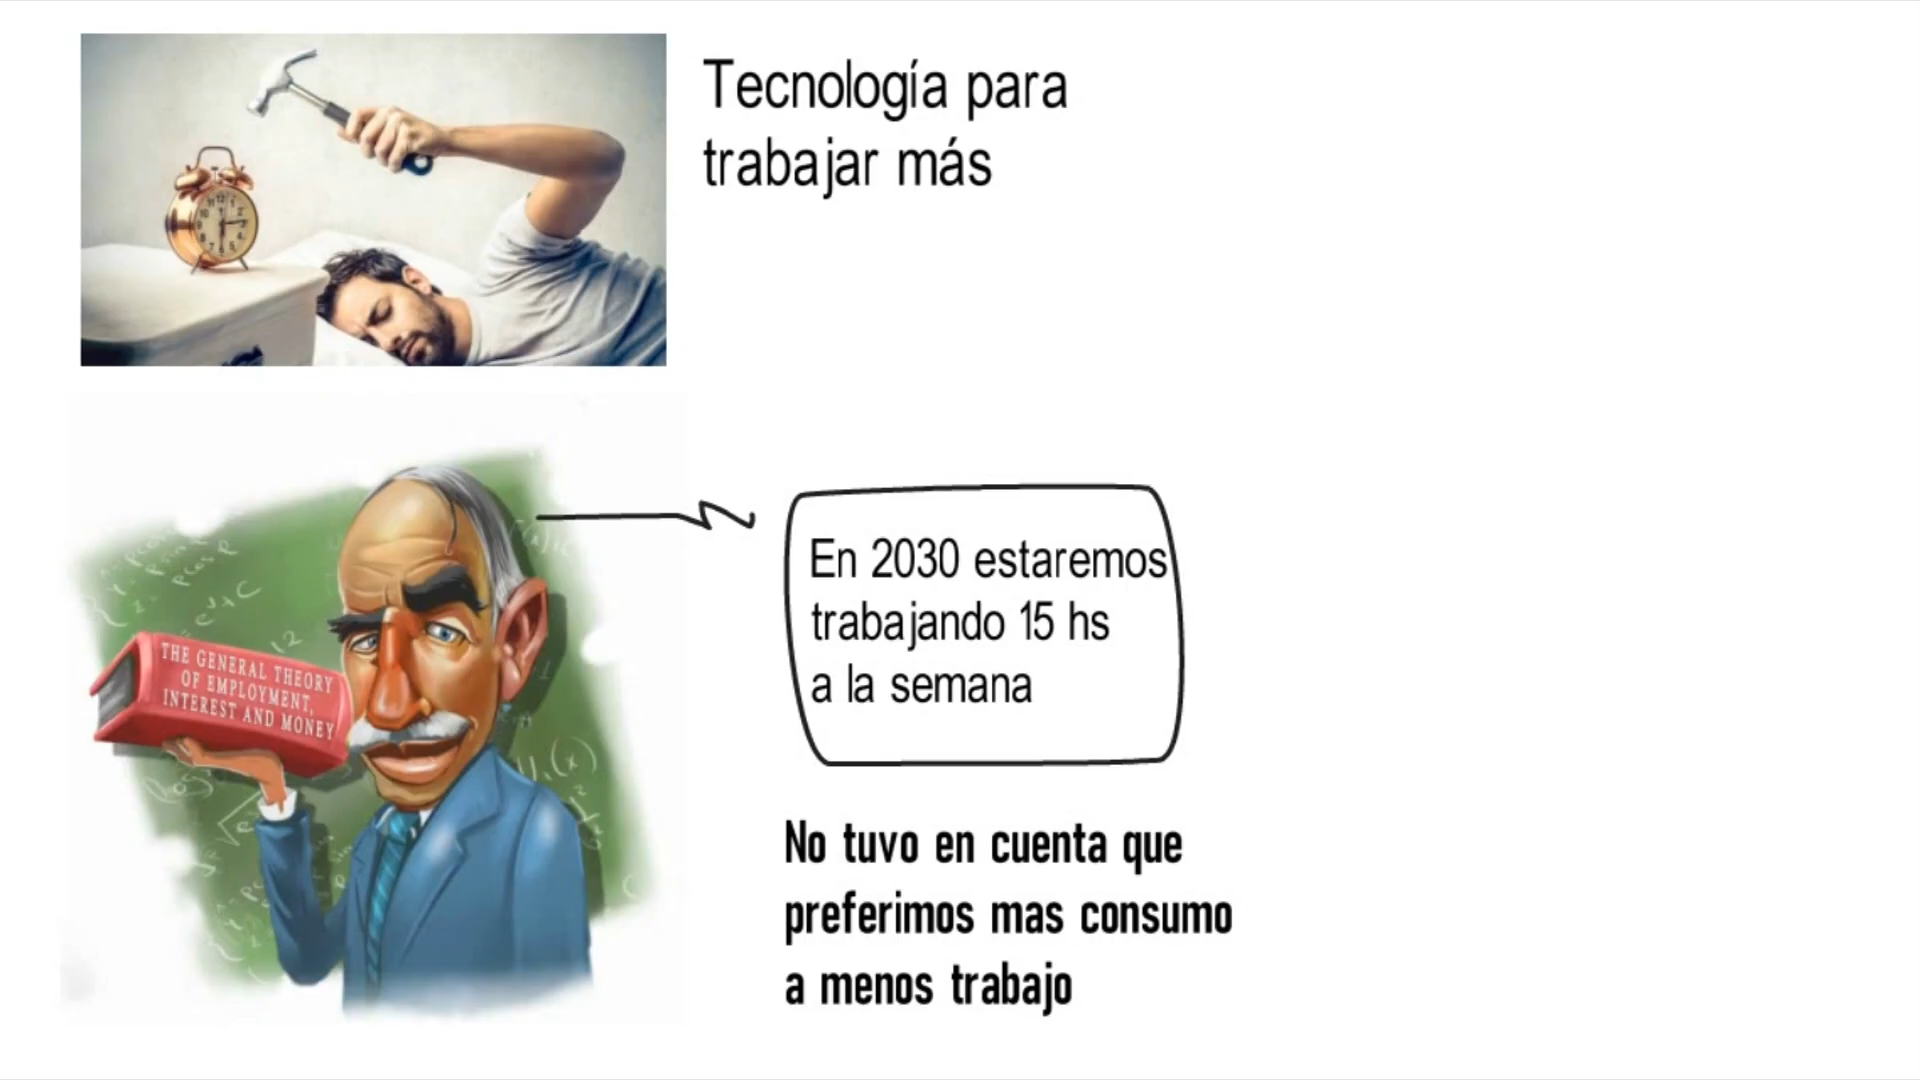 Tecnología para
trabajar más
En 2030 estaremos
trabajando 15 hs
a la semana
THE GENERAL THEORY
OF EMPLOYMENT,
INTEREST AND MONEY
No tuvo en cuenta que
preferimos mas consumo
a menos trabajo